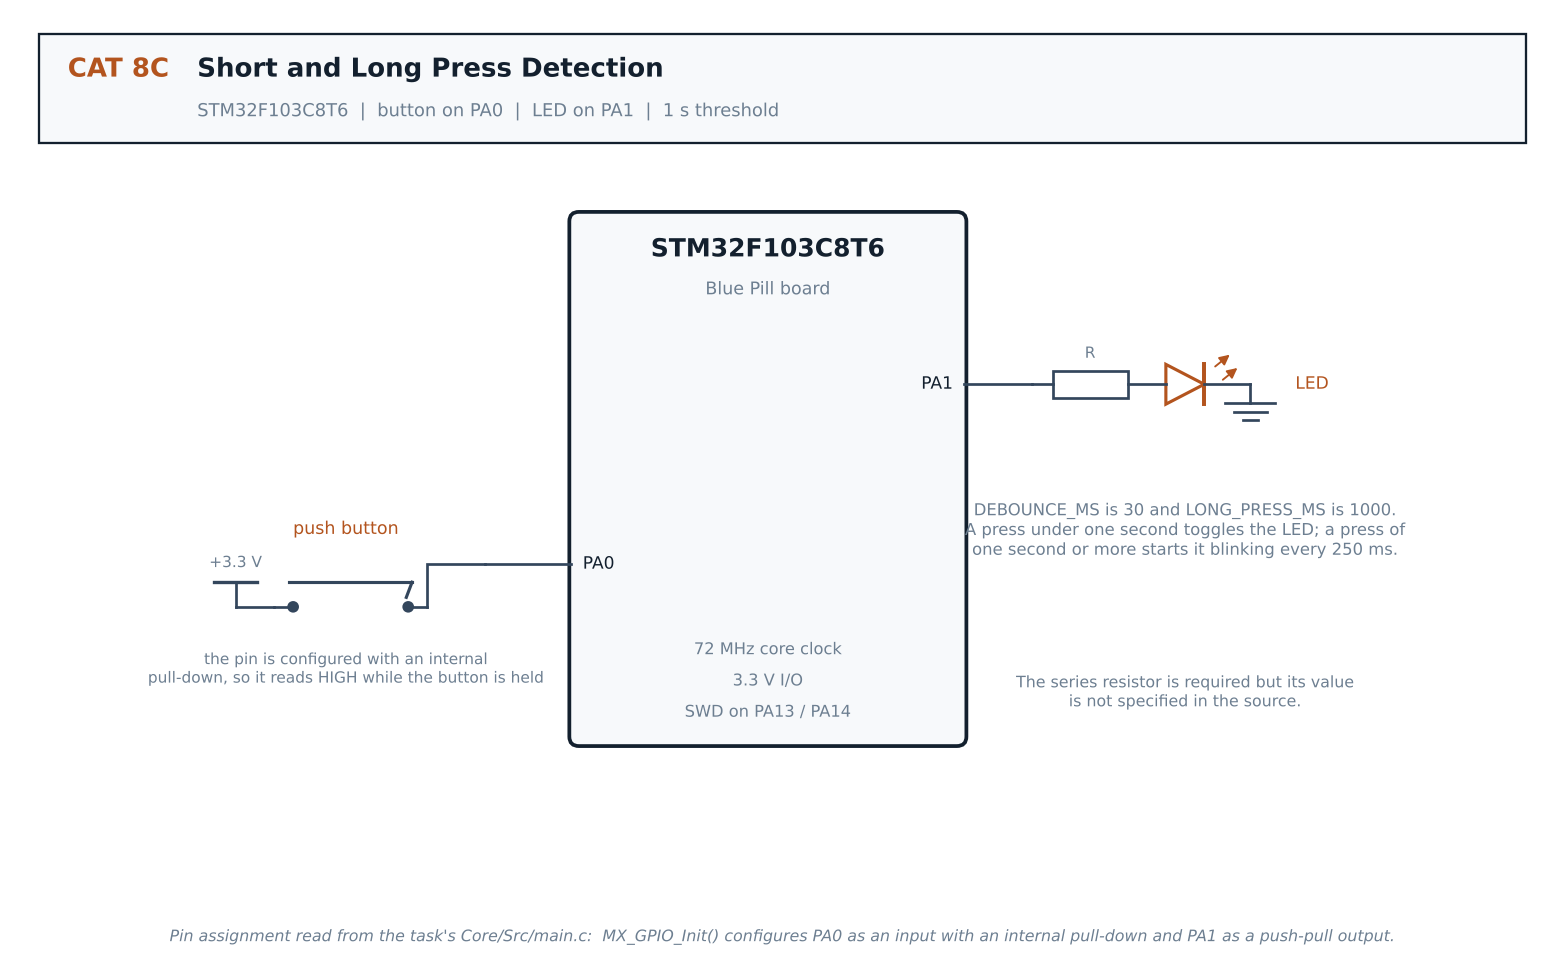 CAT 8C Short and Long Press Detection
STM32F103C8T6 | button on PA0 | LED on PA1 | 1 s threshold
STM32F103C8T6
Blue Pill board
R
PA1
LED
DEBOUNCE_MS is 30 and LONG_PRESS_MS is 1000.
A press under one second toggles the LED; a press of
one second or more starts it blinking every 250 ms.
push button
+3.3 V
PA0
the pin is configured with an internal
pull-down, so it reads HIGH while the button is held
72 MHz core clock
3.3 V I/O
SWD on PA13 / PA14
The series resistor is required but its value
is not specified in the source.
Pin assignment read from the task's Core/Src/main.c: MX_GPIO_Init() configures PA0 as an input with an internal pull-down and PA1 as a push-pull output.